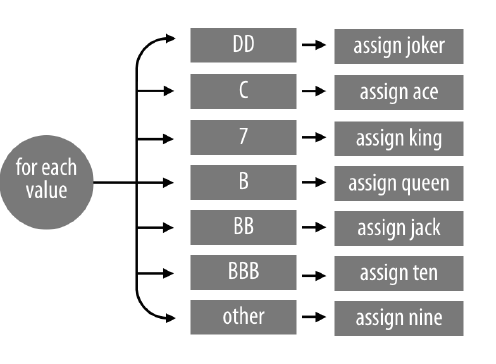 for each
value
DD
assign joker
C
assign ace
7
assign king
B
assign queen
BB
assign jack
BBB
assign ten
other
assign nine